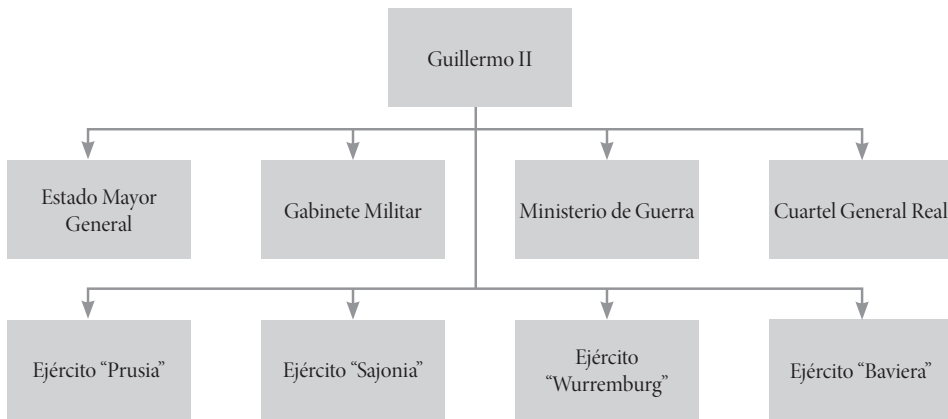 Guillermo II
Estado Mayor
General
Gabinete Militar
Ministerio de Guerra
Cuartel General Real
Ejército “Prusia”
Ejército “Sajonia”
Ejército
“Wurremburg”
Ejército “Baviera”